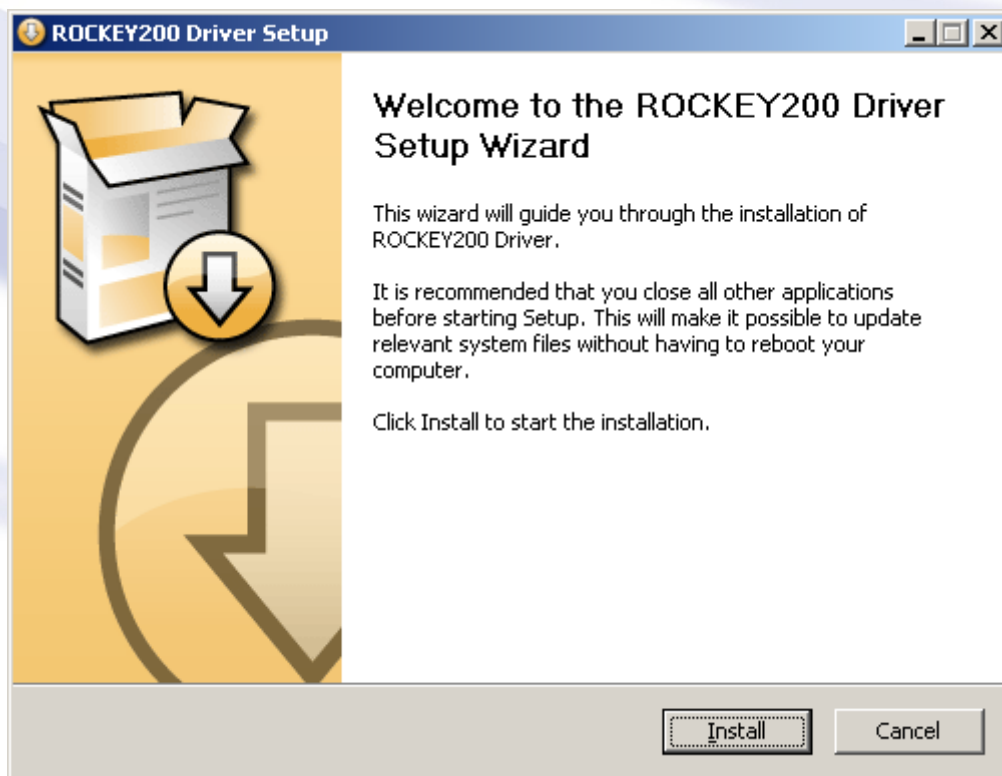 ROCKEY200 Driver Setup
Welcome to the ROCKEY200 Driver
Setup Wizard
This wizard will guide you through the installation of
ROCKEY200 Driver.
It is recommended that you close all other applications
before starting Setup. This will make it possible to update
relevant system files without having to reboot your
computer.
Click Install to start the installation.
Install
Cancel